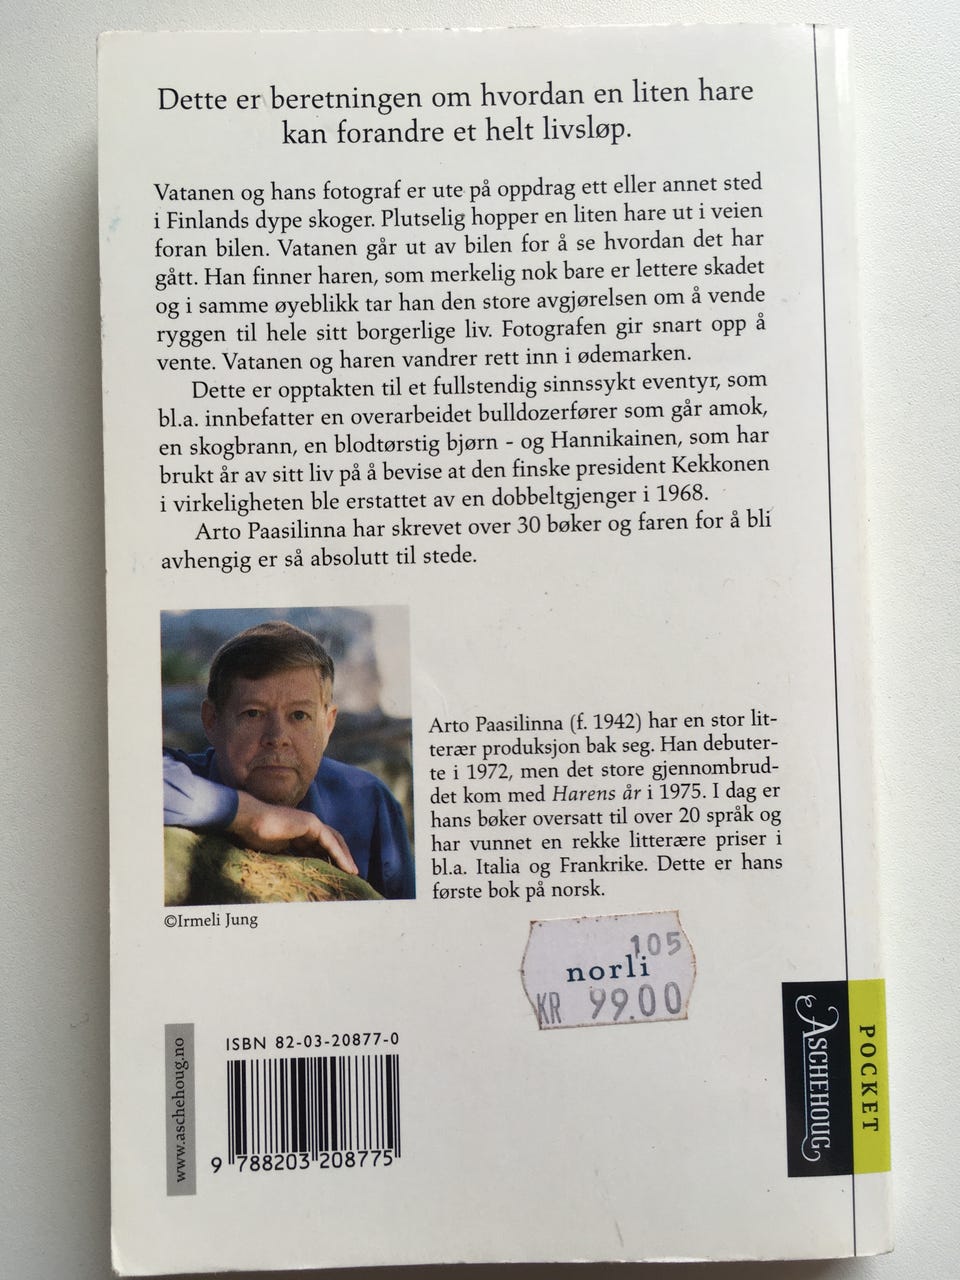 Dette er beretningen om hvordan en liten hare
kan forandre et helt livsløp.
Vatanen og hans fotograf er ute på oppdrag ett eller annet sted
i Finlands dype skoger. Plutselig hopper en liten hare ut i veien
foran bilen. Vatanen går ut av bilen for å se hvordan det har
gått. Han finner haren, som merkelig nok bare er lettere skadet
og i samme øyeblikk tar han den store avgjørelsen om å vende
ryggen til hele sitt borgerlige liv. Fotografen gir snart opp å
vente. Vatanen og haren vandrer rett inn i ødemarken.
Dette er opptakten til et fullstendig sinnssykt eventyr, som
bl.a. innbefatter en overarbeidet bulldozerfører som går amok,
en skogbrann, en blodtørstig bjørn - og Hannikainen, som har
brukt år av sitt liv på å bevise at den finske president Kekkonen
i virkeligheten ble erstattet av en dobbeltgjenger i 1968.
Arto Paasilinna har skrevet over 30 bøker og faren for å bli
avhengig er så absolutt til stede.
Arto Paasilinna (f. 1942) har en stor lit-
terær produksjon bak seg. Han debuter-
te i 1972, men det store gjennombrud-
det kom med Harens år i 1975. I dag er
hans bøker oversatt til over 20 språk og
har vunnet en rekke litterære priser i
bl.a. Italia og Frankrike. Dette er hans
første bok på norsk.
©Irmeli Jung
105
norli
KR 99.00
www.aschehoug.no
ISBN 82-03-20877-0
9 788203 208775
ASCHEHOUG
POCKET